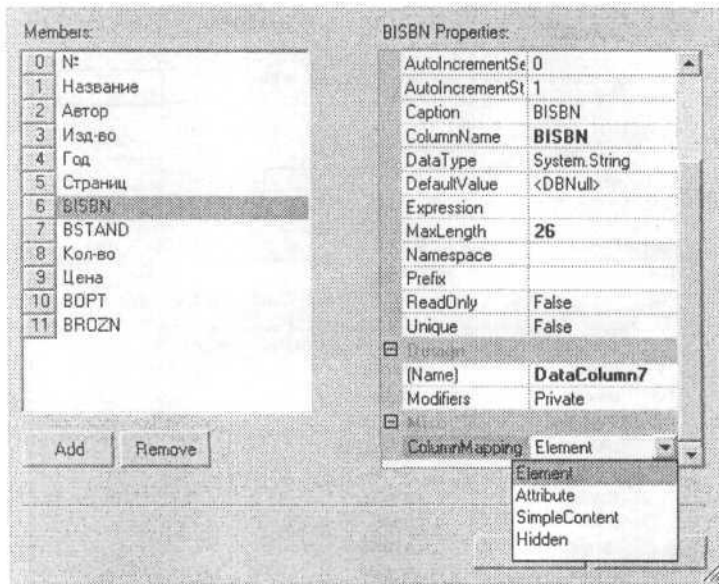 Members:
0 №
1 Название
2 Автор
3 Изд-во
4 Год
5 Страниц
6 BISBN
7 BSTAND
8 Кол-во
9 Цена
10 BOPT
11 BROZN
Add Remove
BISBN Properties:
AutoIncrementSe 0
AutoIncrementSt 1
Caption BISBN
ColumnName BISBN
DataType System.String
DefaultValue <DBNull>
Expression
MaxLength 26
Namespace
Prefix
ReadOnly False
Unique False
Design
(Name) DataColumn7
Modifiers Private
Misc
ColumnMapping Element
Element
Attribute
SimpleContent
Hidden